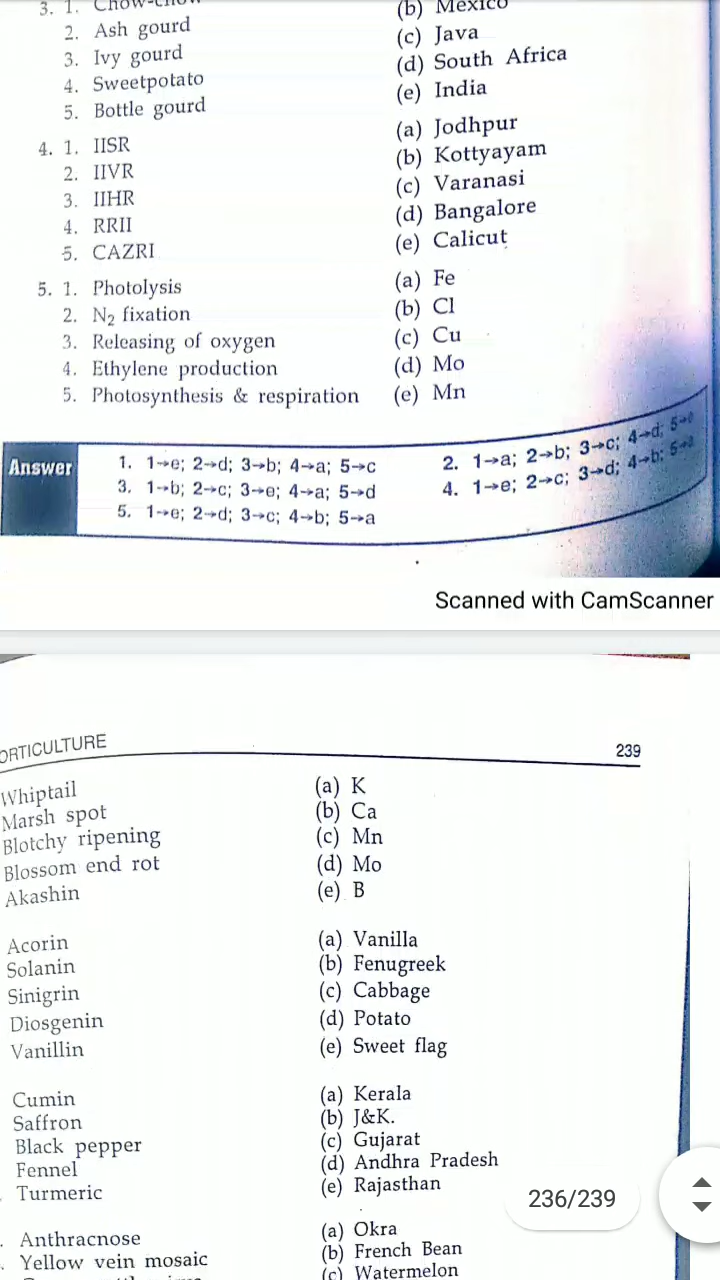 3. 1. Chow-chow
(b) Mexico
2. Ash gourd
(c) Java
3. Ivy gourd
(d) South Africa
4. Sweetpotato
(e) India
5. Bottle gourd
4. 1. IISR
(a) Jodhpur
2. IIVR
(b) Kottyayam
3. IIHR
(c) Varanasi
4. RRII
(d) Bangalore
5. CAZRI
(e) Calicut
5. 1. Photolysis
(a) Fe
2. N₂ fixation
(b) Cl
3. Releasing of oxygen
(c) Cu
4. Ethylene production
(d) Mo
5. Photosynthesis & respiration
(e) Mn
Answer
1. 1→e; 2→d; 3→b; 4→a; 5→c
2. 1→a; 2→b; 3→c; 4→d; 5→e
3. 1→b; 2→c; 3→e; 4→a; 5→d
4. 1→e; 2→c; 3→d; 4→b; 5→a
5. 1→e; 2→d; 3→c; 4→b; 5→a
Scanned with CamScanner
ORTICULTURE
239
Whiptail
(a) K
Marsh spot
(b) Ca
Blotchy ripening
(c) Mn
Blossom end rot
(d) Mo
Akashin
(e) B
Acorin
(a) Vanilla
Solanin
(b) Fenugreek
Sinigrin
(c) Cabbage
Diosgenin
(d) Potato
Vanillin
(e) Sweet flag
Cumin
(a) Kerala
Saffron
(b) J&K.
Black pepper
(c) Gujarat
Fennel
(d) Andhra Pradesh
Turmeric
(e) Rajasthan
236/239
Anthracnose
(a) Okra
Yellow vein mosaic
(b) French Bean
(c) Watermelon